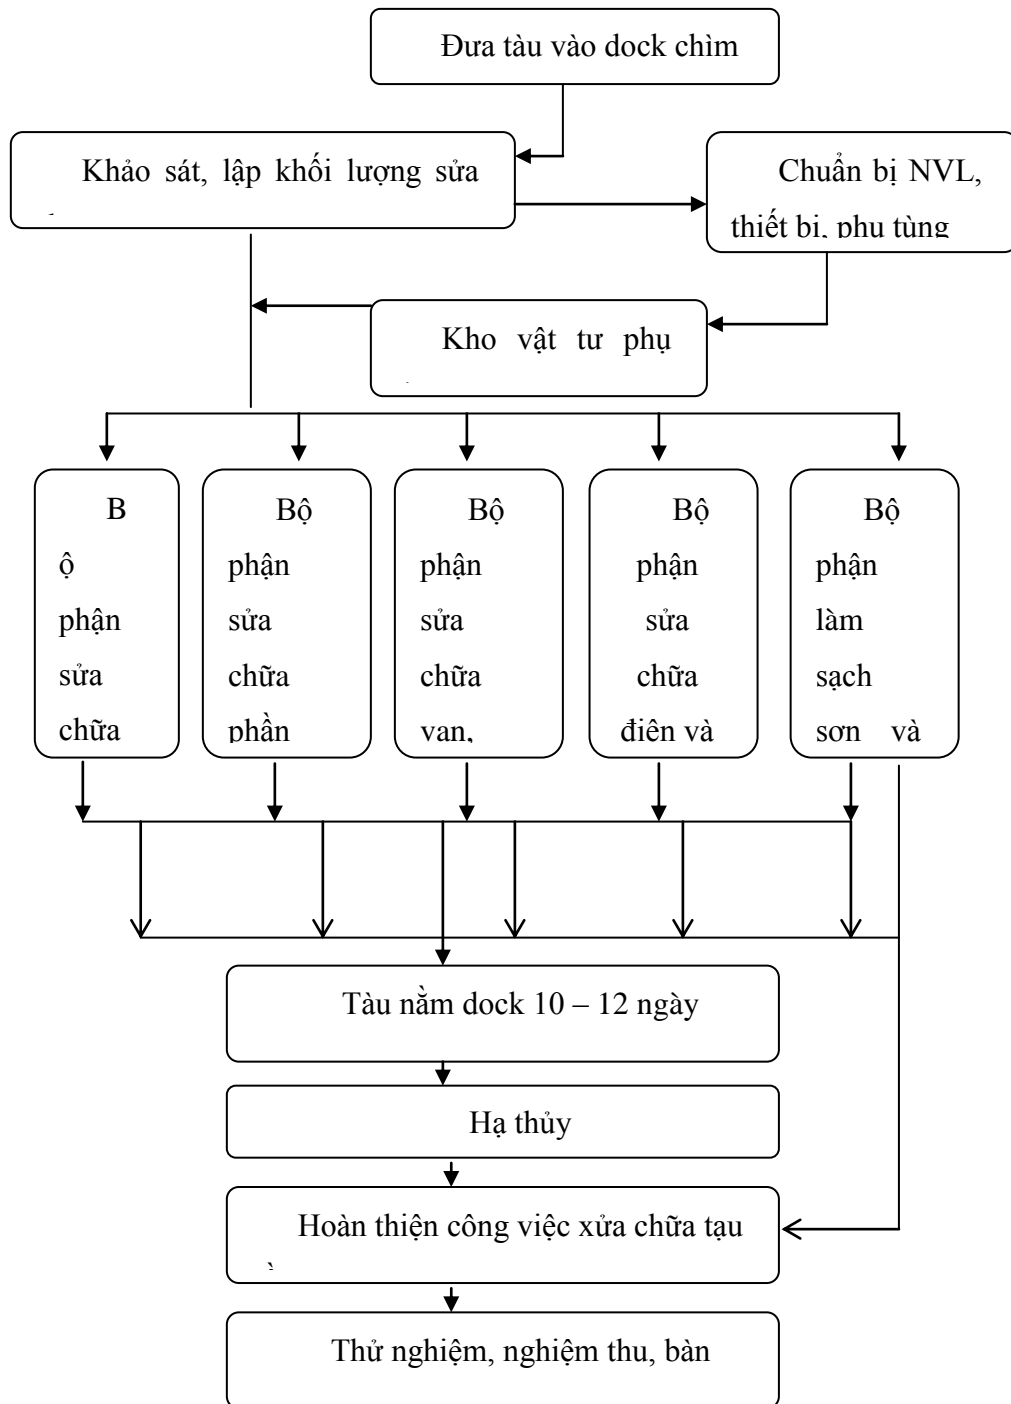 Đưa tàu vào dock chìm
Khảo sát, lập khối lượng sửa
Chuẩn bị NVL,
thiết bị, phụ tùng
Kho vật tư phụ
B
ộ
phận
sửa
chữa
Bộ
phận
sửa
chữa
phần
Bộ
phận
sửa
chữa
van,
Bộ
phận
sửa
chữa
điên và
Bộ
phận
làm
sạch
sơn và
Tàu nằm dock 10 – 12 ngày
Hạ thủy
Hoàn thiện công việc xửa chữa tạu
Thử nghiệm, nghiệm thu, bàn